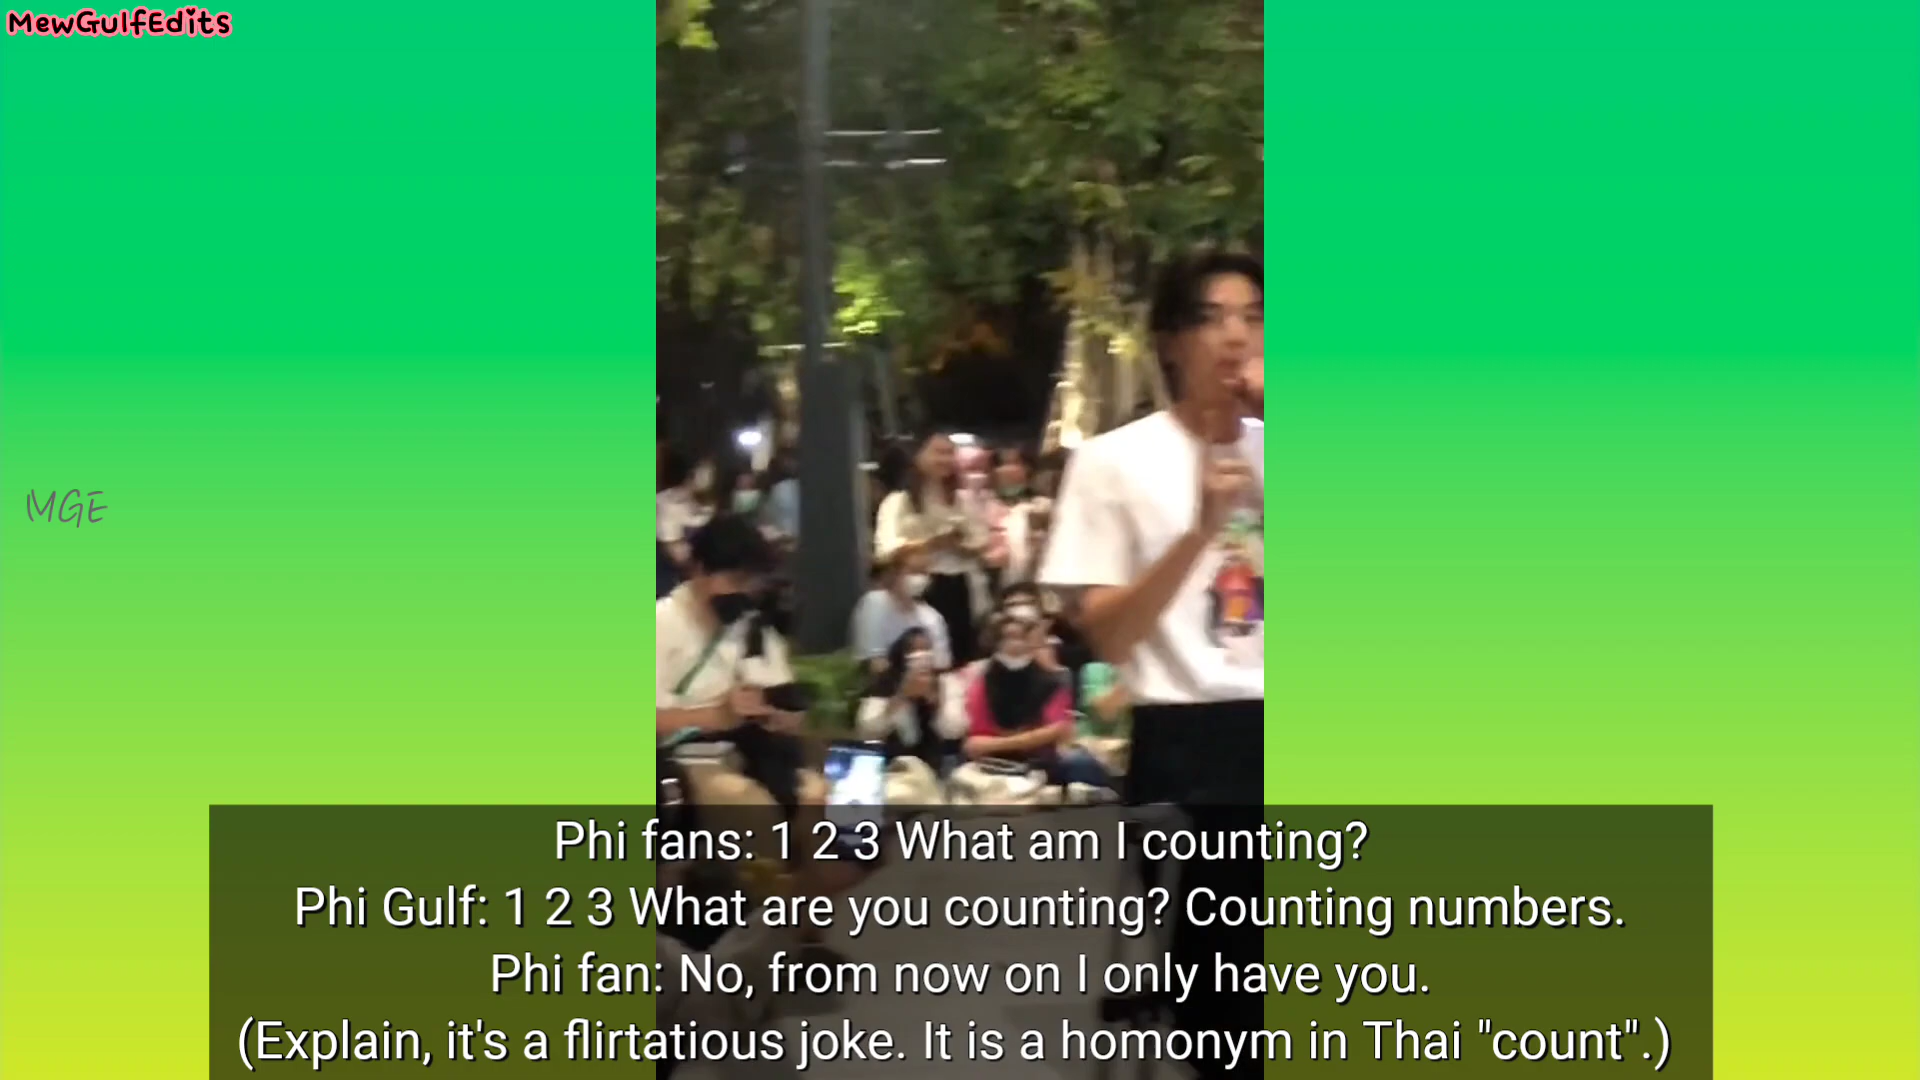 MewGulfEdits
MGE
Phi fans: 1 2 3 What am I counting?
Phi Gulf: 1 2 3 What are you counting? Counting numbers.
Phi fan: No, from now on I only have you.
(Explain, it's a flirtatious joke. It is a homonym in Thai "count".)